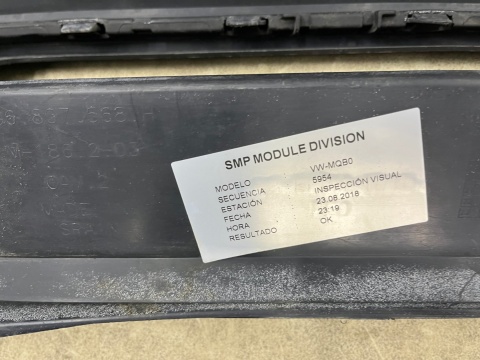 SMP MODULE DIVISION
MODELO VW-MQB0
SECUENCIA 5954
ESTACIÓN INSPECCIÓN VISUAL
FECHA 23.08.2018
HORA 23:19
RESULTADO OK